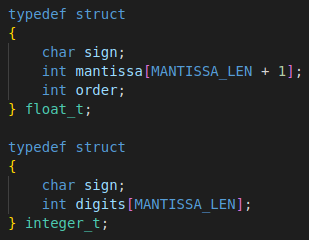 typedef struct
{
    char sign;
    int mantissa[MANTISSA_LEN + 1];
    int order;
} float_t;

typedef struct
{
    char sign;
    int digits[MANTISSA_LEN];
} integer_t;